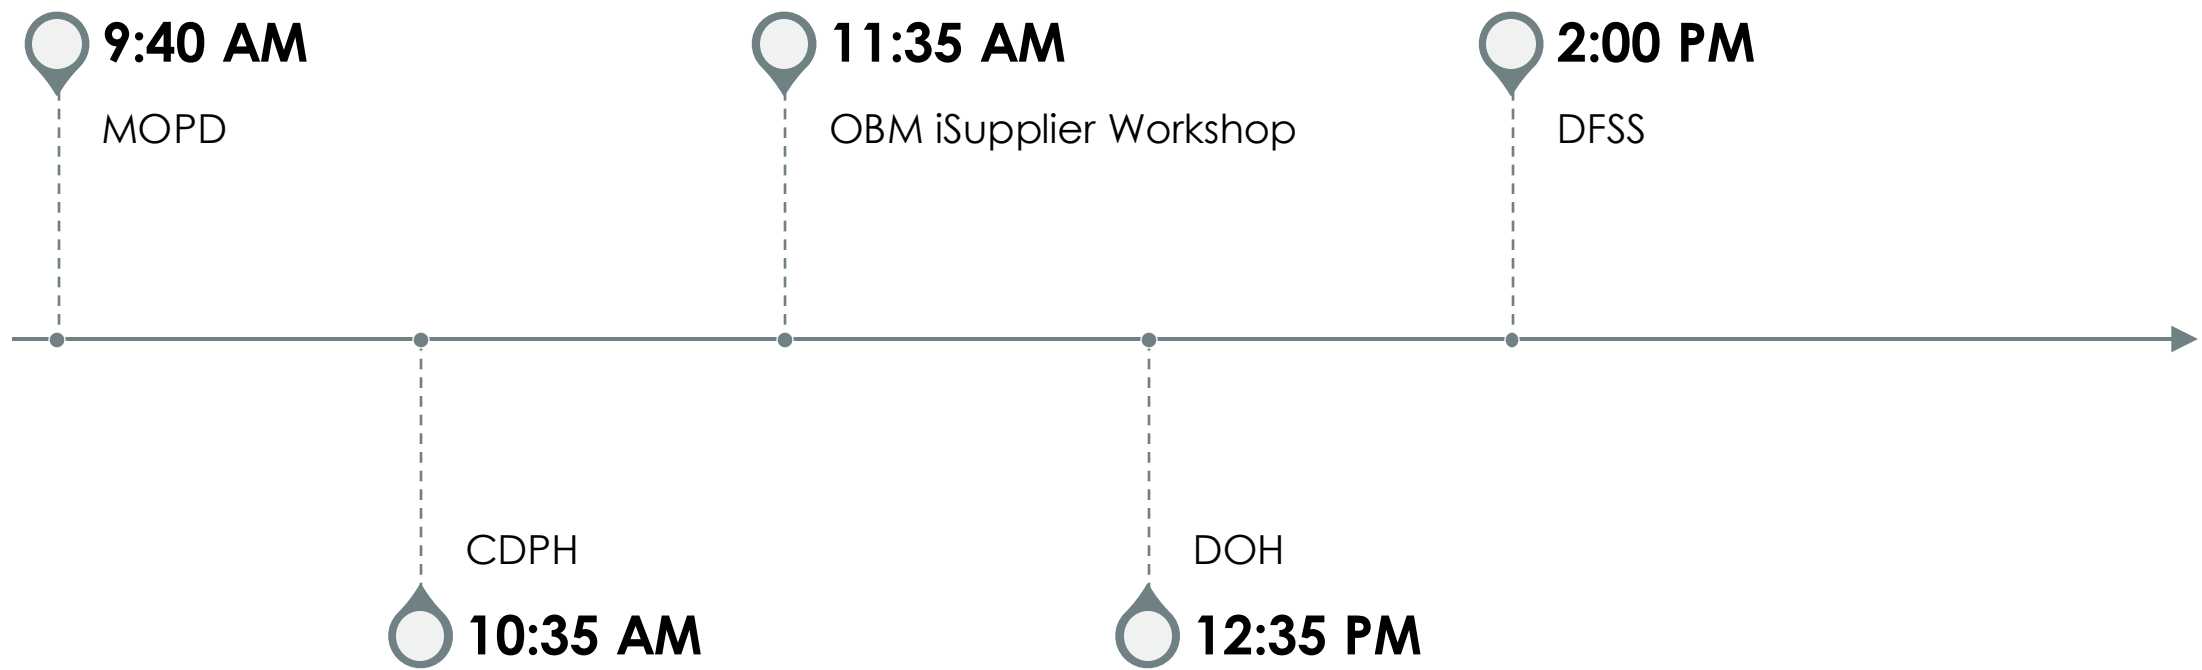 9:40 AM
MOPD
11:35 AM
OBM iSupplier Workshop
2:00 PM
DFSS
CDPH
10:35 AM
DOH
12:35 PM